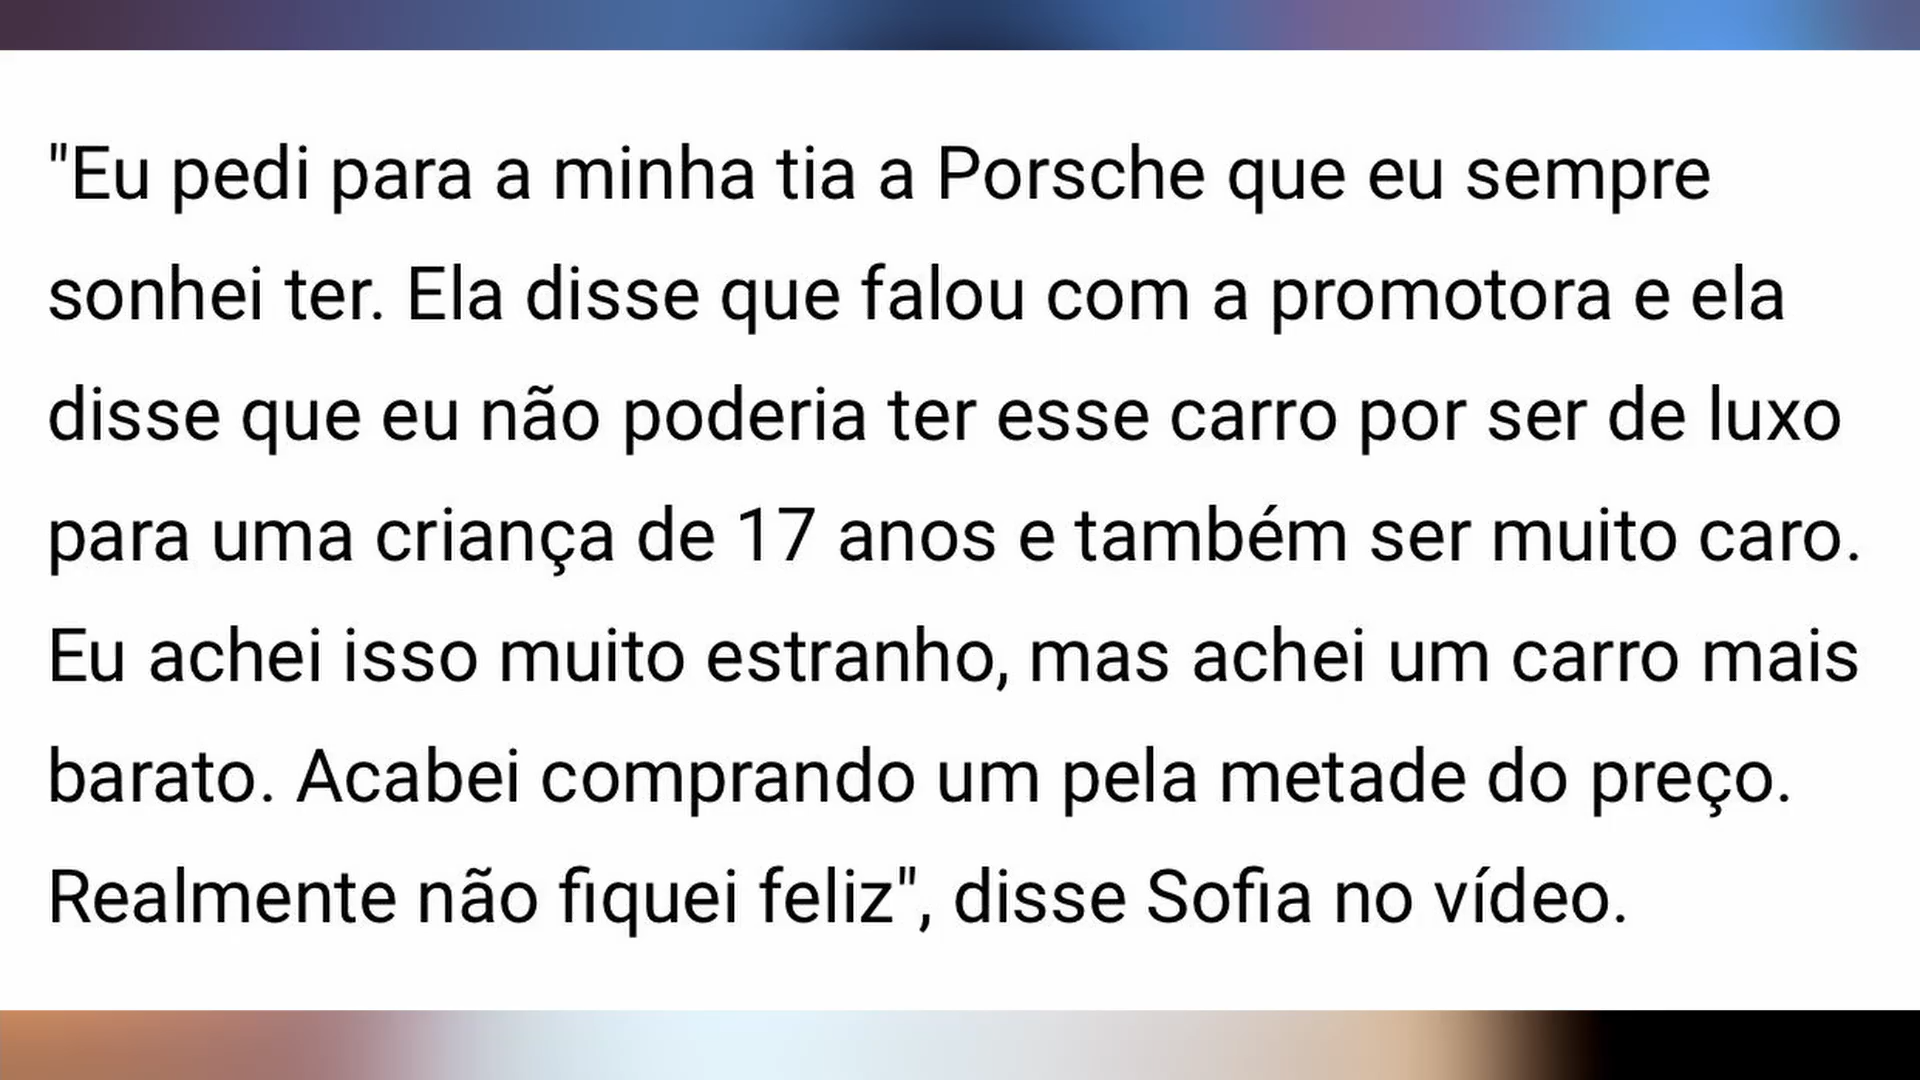 "Eu pedi para a minha tia a Porsche que eu sempre
sonhei ter. Ela disse que falou com a promotora e ela
disse que eu não poderia ter esse carro por ser de luxo
para uma criança de 17 anos e também ser muito caro.
Eu achei isso muito estranho, mas achei um carro mais
barato. Acabei comprando um pela metade do preço.
Realmente não fiquei feliz", disse Sofia no vídeo.